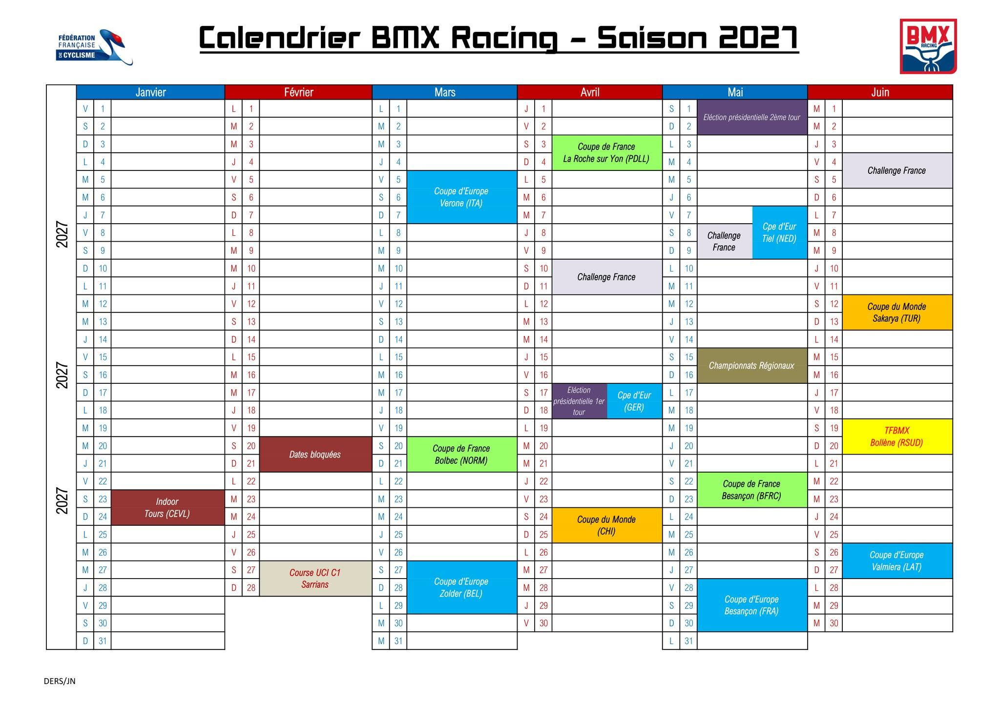 FÉDÉRATION
FRANÇAISE
DE CYCLISME
Calendrier BMX Racing - Saison 2027
BMX
RACING
Janvier Février Mars Avril Mai Juin
2027
2027
2027
V 1
S 2
D 3
L 4
M 5
M 6
J 7
V 8
S 9
D 10
L 11
M 12
M 13
J 14
V 15
S 16
D 17
L 18
M 19
M 20
J 21
V 22
S 23
D 24
Indoor
Tours (CEVL)
L 25
M 26
M 27
J 28
V 29
S 30
D 31
L 1
M 2
M 3
J 4
V 5
S 6
D 7
L 8
M 9
M 10
J 11
V 12
S 13
D 14
L 15
M 16
M 17
J 18
V 19
S 20
D 21
Dates bloquées
L 22
M 23
M 24
J 25
V 26
S 27
D 28
Course UCI C1
Sarrians
L 1
M 2
M 3
J 4
V 5
S 6
D 7
Coupe d'Europe
Verone (ITA)
L 8
M 9
M 10
J 11
V 12
S 13
D 14
L 15
M 16
M 17
J 18
V 19
S 20
D 21
Coupe de France
Bolbec (NORM)
L 22
M 23
M 24
J 25
V 26
S 27
D 28
L 29
Coupe d'Europe
Zolder (BEL)
M 30
M 31
J 1
V 2
S 3
D 4
Coupe de France
La Roche sur Yon (PDLL)
L 5
M 6
M 7
J 8
V 9
S 10
D 11
Challenge France
L 12
M 13
M 14
J 15
V 16
S 17
D 18
Eléction
présidentielle 1er
tour
Cpe d'Eur
(GER)
L 19
M 20
M 21
J 22
V 23
S 24
D 25
Coupe du Monde
(CHI)
L 26
M 27
M 28
J 29
V 30
S 1
D 2
Eléction présidentielle 2ème tour
L 3
M 4
M 5
J 6
V 7
S 8
D 9
Challenge
France
Cpe d'Eur
Tiel (NED)
L 10
M 11
M 12
J 13
V 14
S 15
D 16
Championnats Régionaux
L 17
M 18
M 19
J 20
V 21
S 22
D 23
Coupe de France
Besançon (BFRC)
L 24
M 25
M 26
J 27
V 28
S 29
D 30
Coupe d'Europe
Besançon (FRA)
L 31
M 1
M 2
J 3
V 4
S 5
Challenge France
D 6
L 7
M 8
M 9
J 10
V 11
S 12
D 13
Coupe du Monde
Sakarya (TUR)
L 14
M 15
M 16
J 17
V 18
S 19
D 20
TFBMX
Bollène (RSUD)
L 21
M 22
M 23
J 24
V 25
S 26
D 27
Coupe d'Europe
Valmiera (LAT)
L 28
M 29
M 30
DERS/JN